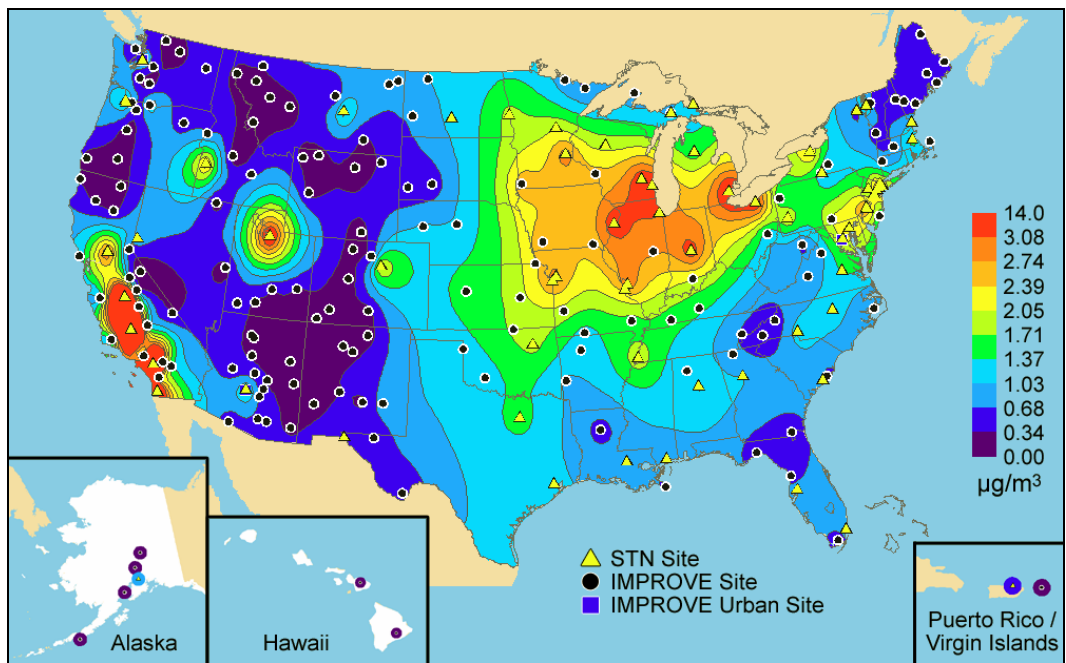 14.0
3.08
2.74
2.39
2.05
1.71
1.37
1.03
0.68
0.34
0.00
µg/m³
STN Site
IMPROVE Site
IMPROVE Urban Site
Alaska
Hawaii
Puerto Rico /
Virgin Islands